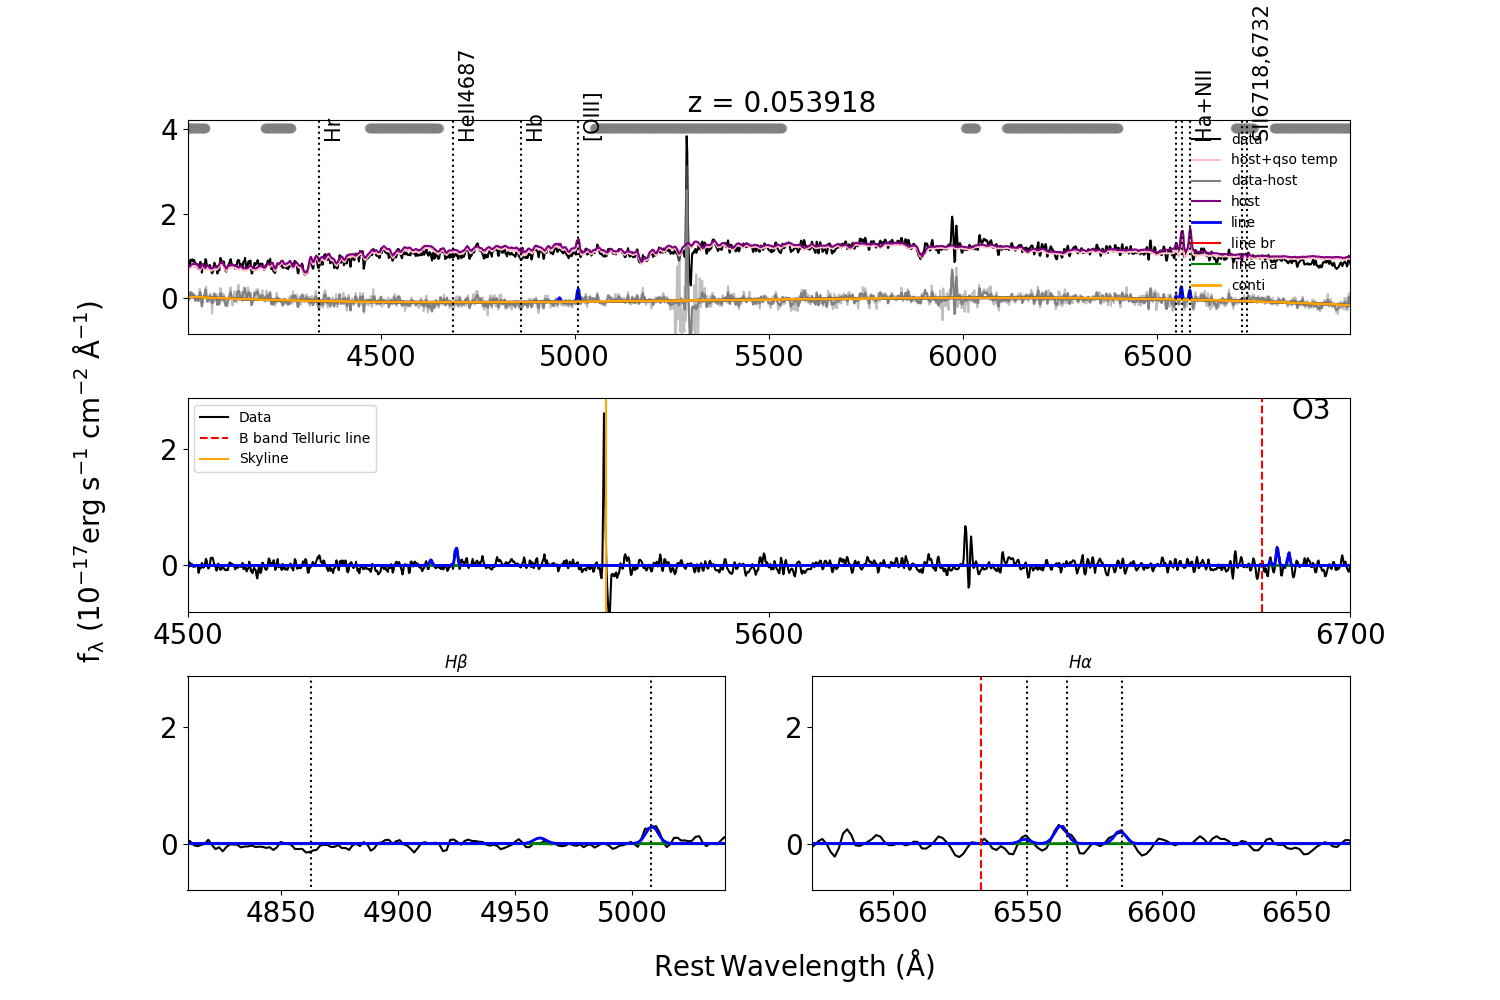 z = 0.053918
Hr
HeII4687
Hb
[OIII]
Ha+NII
SII6718,6732
4
2
0
data
host+qso temp
data-host
host
line
line br
line na
conti
4500
5000
5500
6000
6500
O3
2
0
Data
B band Telluric line
Skyline
4500
5600
6700
fλ (10⁻¹⁷erg s⁻¹ cm⁻² Å⁻¹)
Hβ
2
0
4850
4900
4950
5000
Hα
2
0
6500
6550
6600
6650
Rest Wavelength (Å)